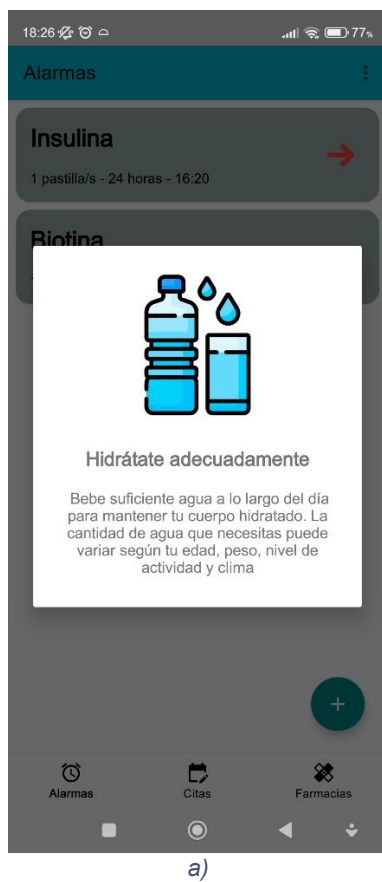 18:26 77%
Alarmas
Insulina
1 pastilla/s - 24 horas - 16:20
Biotina
Hidrátate adecuadamente
Bebe suficiente agua a lo largo del día
para mantener tu cuerpo hidratado. La
cantidad de agua que necesitas puede
variar según tu edad, peso, nivel de
actividad y clima
+
Alarmas Citas Farmacias
a)